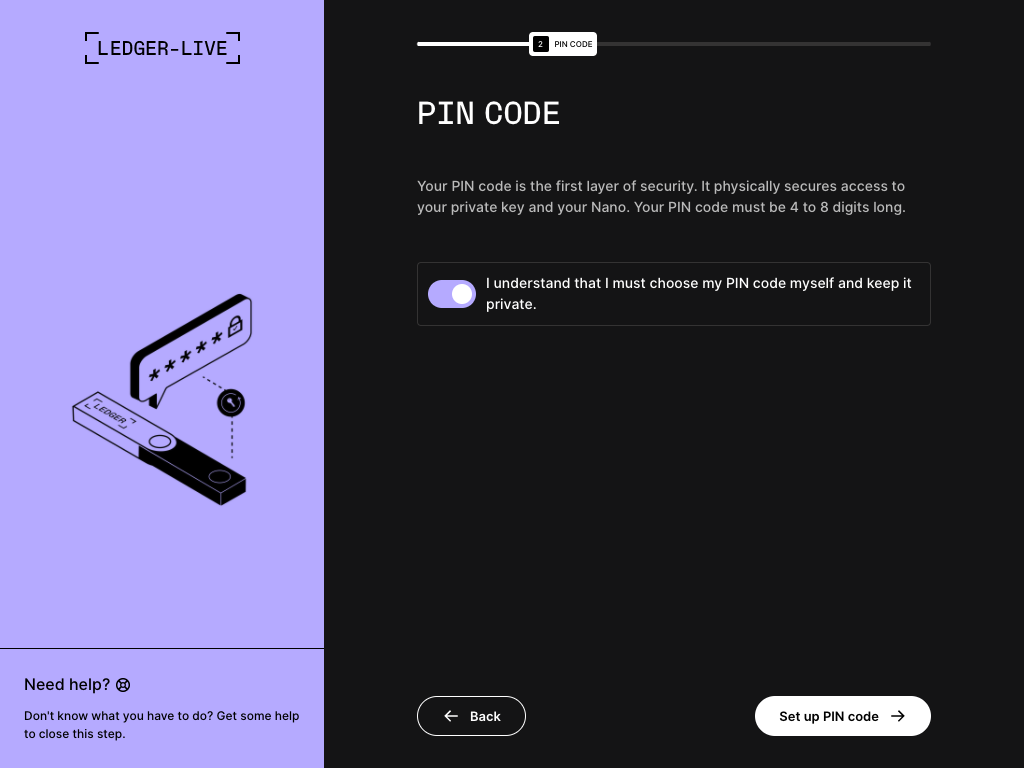 LEDGER-LIVE
2 PIN CODE
PIN CODE
Your PIN code is the first layer of security. It physically secures access to
your private key and your Nano. Your PIN code must be 4 to 8 digits long.
I understand that I must choose my PIN code myself and keep it
private.
*****
LEDGER
Need help?
Don't know what you have to do? Get some help
to close this step.
Back
Set up PIN code